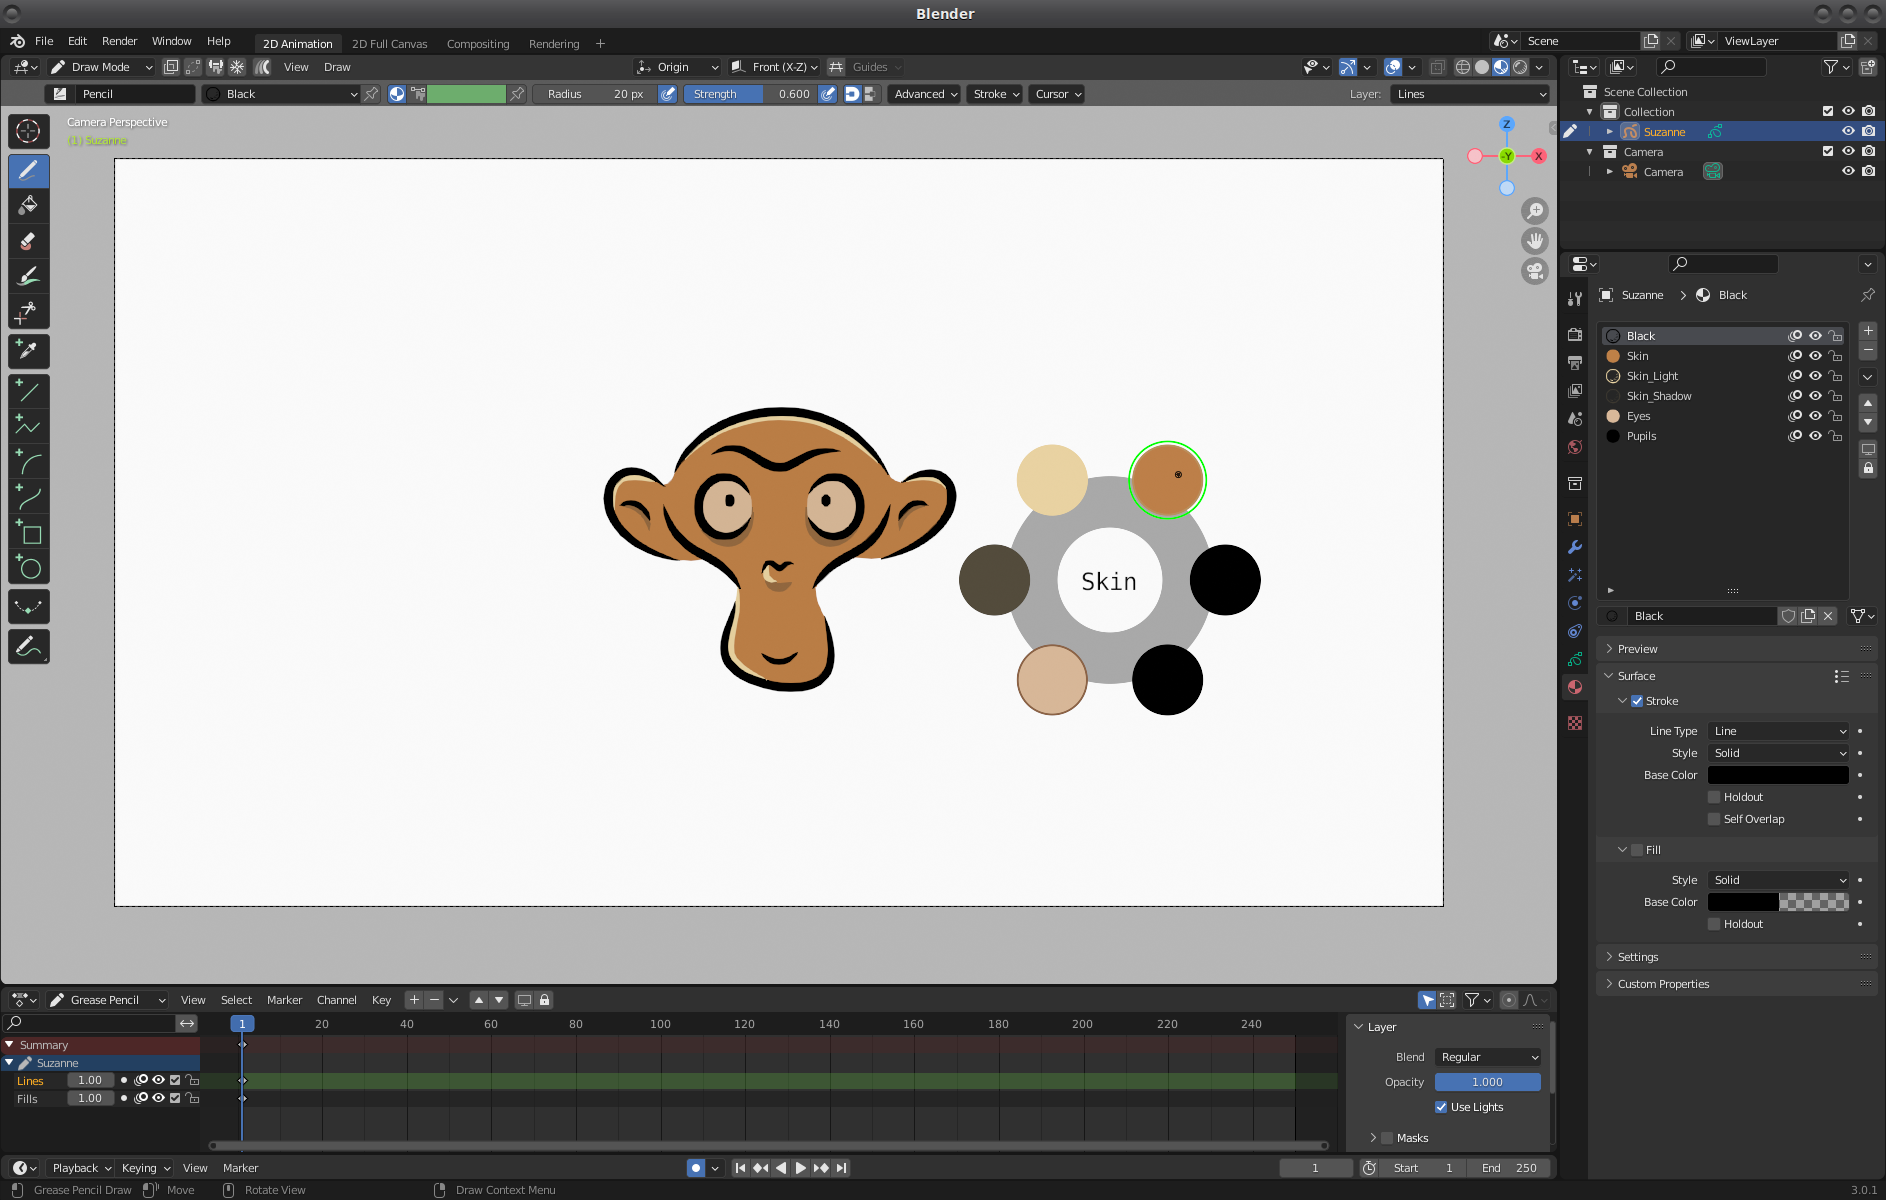 Blender
File Edit Render Window Help 2D Animation 2D Full Canvas Compositing Rendering + Scene ViewLayer
Draw Mode View Draw Origin Front (X-Z) Guides
Pencil Black Radius 20 px Strength 0.600 Advanced Stroke Cursor Layer: Lines
Camera Perspective
(1) Suzanne
Z
-Y X
Skin
Scene Collection
Collection
Suzanne
Camera
Camera
Suzanne > Black
Black
Skin
Skin_Light
Skin_Shadow
Eyes
Pupils
Black
Preview
Surface
Stroke
Line Type Line
Style Solid
Base Color
Holdout
Self Overlap
Fill
Style Solid
Base Color
Holdout
Settings
Custom Properties
Grease Pencil View Select Marker Channel Key
1 20 40 60 80 100 120 140 160 180 200 220 240
Summary
Suzanne
Lines 1.00
Fills 1.00
Layer
Blend Regular
Opacity 1.000
Use Lights
Masks
Playback Keying View Marker 1 Start 1 End 250
Grease Pencil Draw Move Rotate View Draw Context Menu 3.0.1